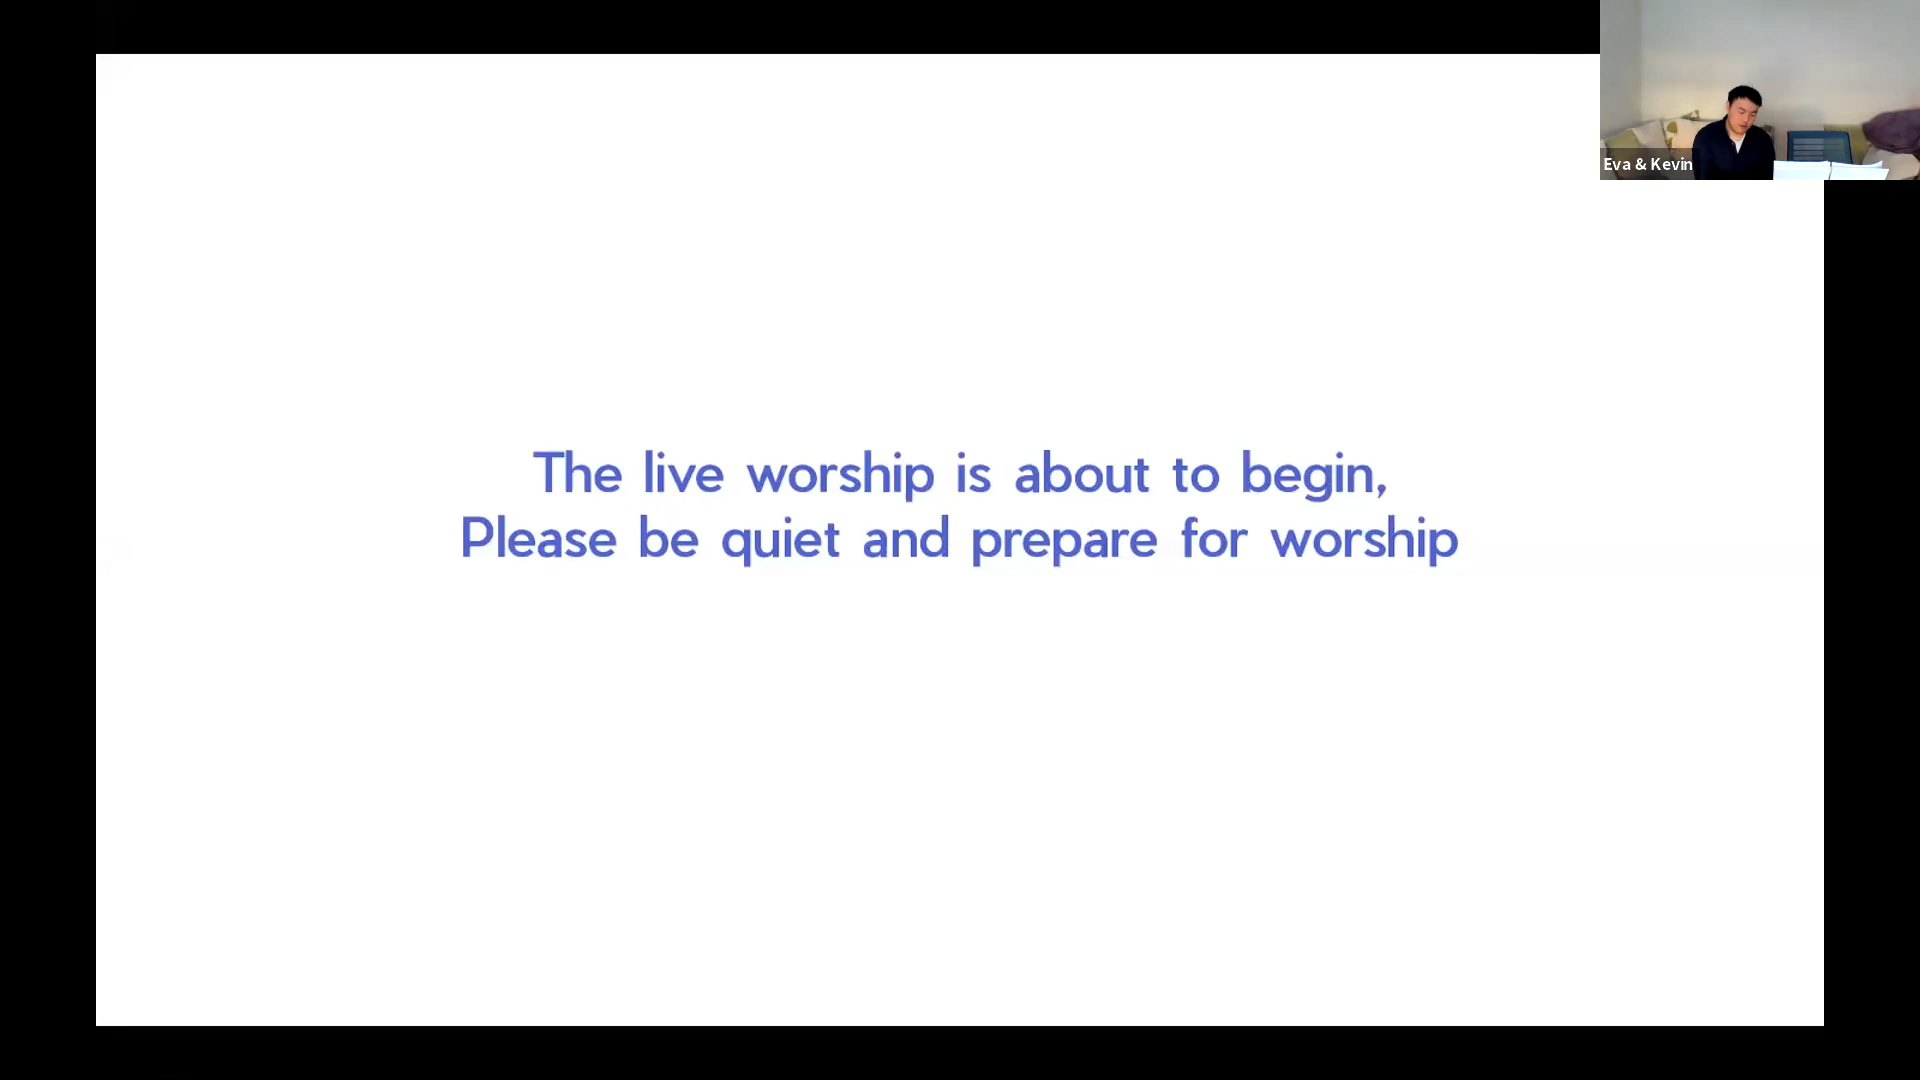 The live worship is about to begin,
Please be quiet and prepare for worship
Eva & Kevin